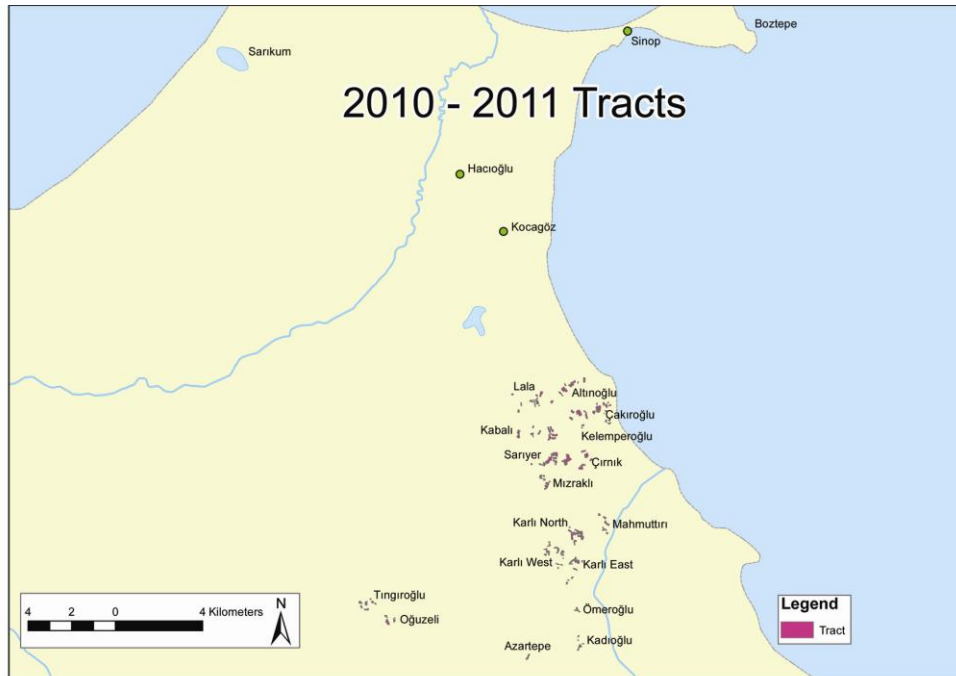 Boztepe
Sinop
Sarıkum
2010 - 2011 Tracts
Hacıoğlu
Kocagöz
Lala
Altınoğlu
Çakıroğlu
Kabalı
Kelemperoğlu
Sarıyer
Çırnık
Mızraklı
Karlı North
Mahmuttırı
Karlı West
Karlı East
Tıngıroğlu
Oğuzeli
Ömeroğlu
Kadıoğlu
Azartepe
4 2 0 4 Kilometers
N
Legend
Tract